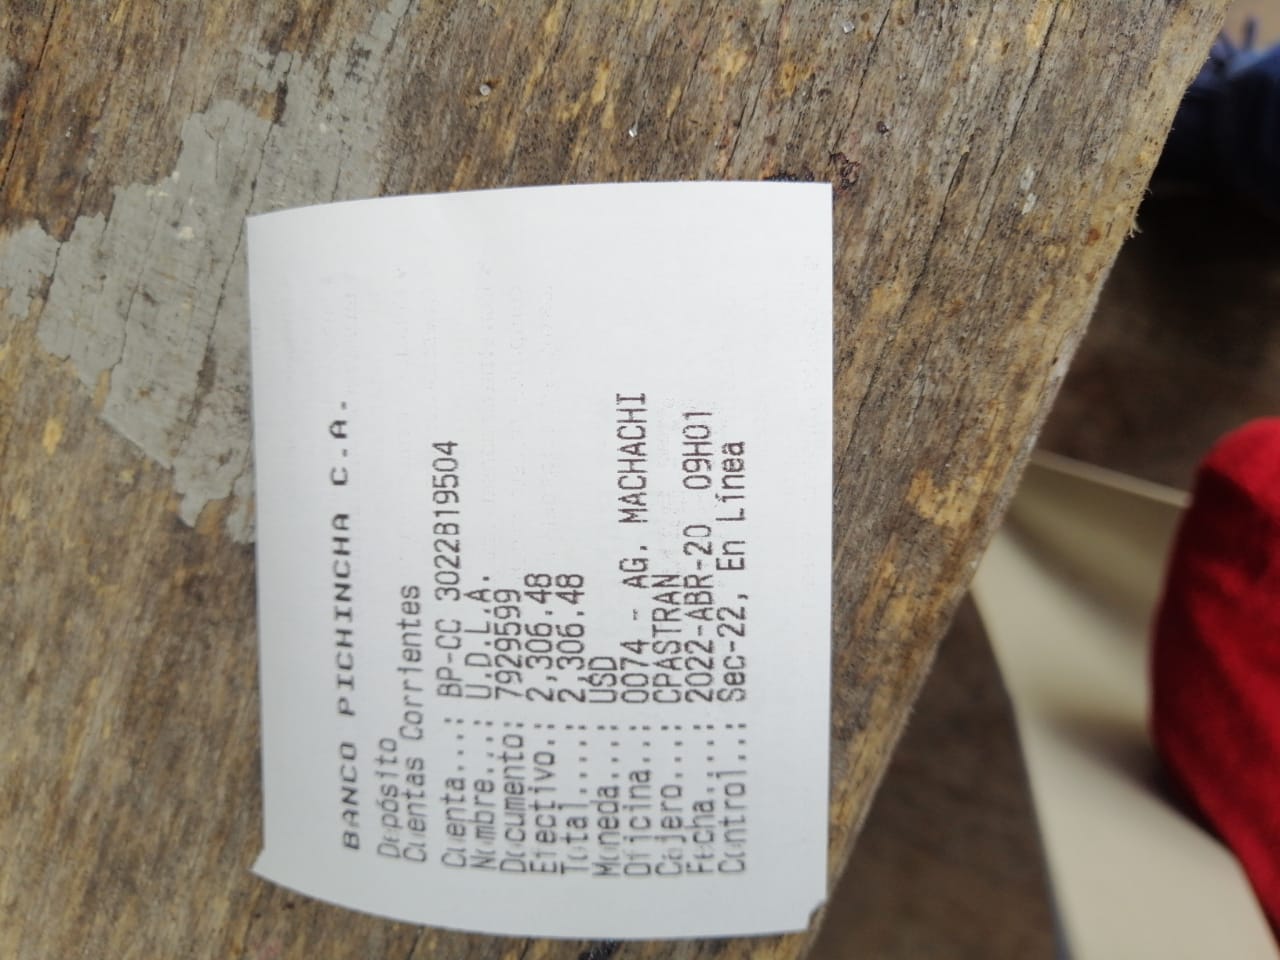 BANCO PICHINCHA C.A.
Depósito
Cuentas Corrientes
Cuenta...: BP-CC 3022819504
Nombre...: U.D.L.A.
Documento: 7929599
Efectivo.: 2,306.48
Total....: 2,306.48
Moneda...: USD
Oficina..: 0074 - AG. MACHACHI
Cajero...: CPASTRAN
Fecha....: 2022-ABR-20 09H01
Control..: Sec-22, En Línea